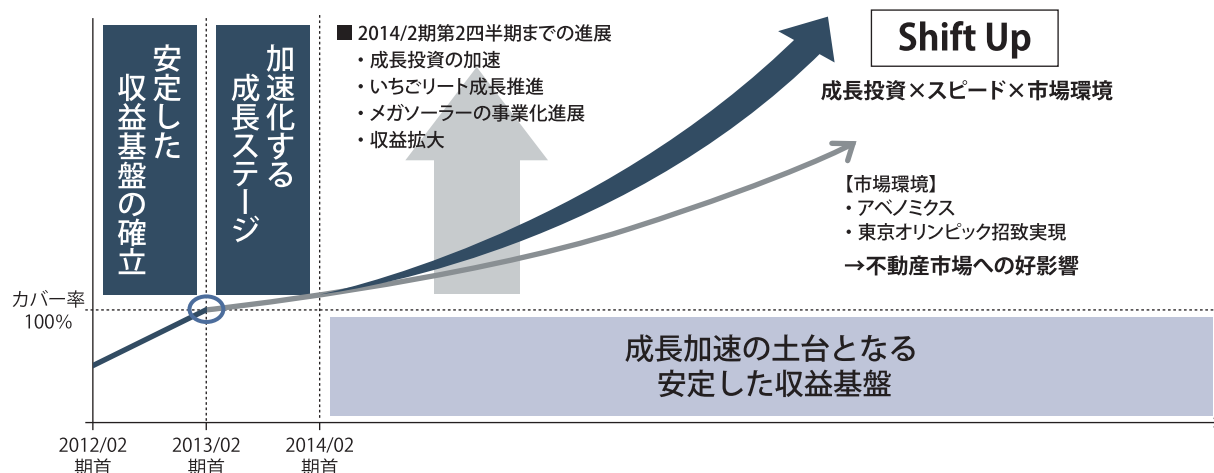 安定した
収益基盤の確立
加速化する
成長ステージ
■ 2014/2期第2四半期までの進展
・成長投資の加速
・いちごリート成長推進
・メガソーラーの事業化進展
・収益拡大
Shift Up
成長投資×スピード×市場環境
【市場環境】
・アベノミクス
・東京オリンピック招致実現
→不動産市場への好影響
カバー率
100%
成長加速の土台となる
安定した収益基盤
2012/02
期首
2013/02
期首
2014/02
期首